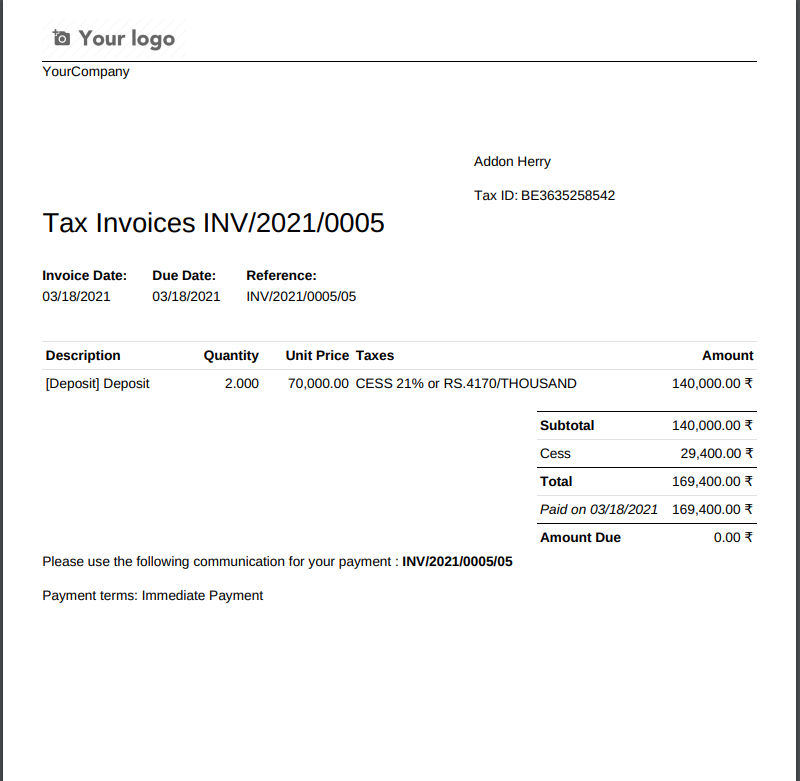 Your logo
YourCompany
Addon Herry
Tax ID: BE3635258542
Tax Invoices INV/2021/0005
Invoice Date: Due Date: Reference:
03/18/2021 03/18/2021 INV/2021/0005/05
Description Quantity Unit Price Taxes Amount
[Deposit] Deposit 2.000 70,000.00 CESS 21% or RS.4170/THOUSAND 140,000.00 ₹
Subtotal 140,000.00 ₹
Cess 29,400.00 ₹
Total 169,400.00 ₹
Paid on 03/18/2021 169,400.00 ₹
Amount Due 0.00 ₹
Please use the following communication for your payment : INV/2021/0005/05
Payment terms: Immediate Payment